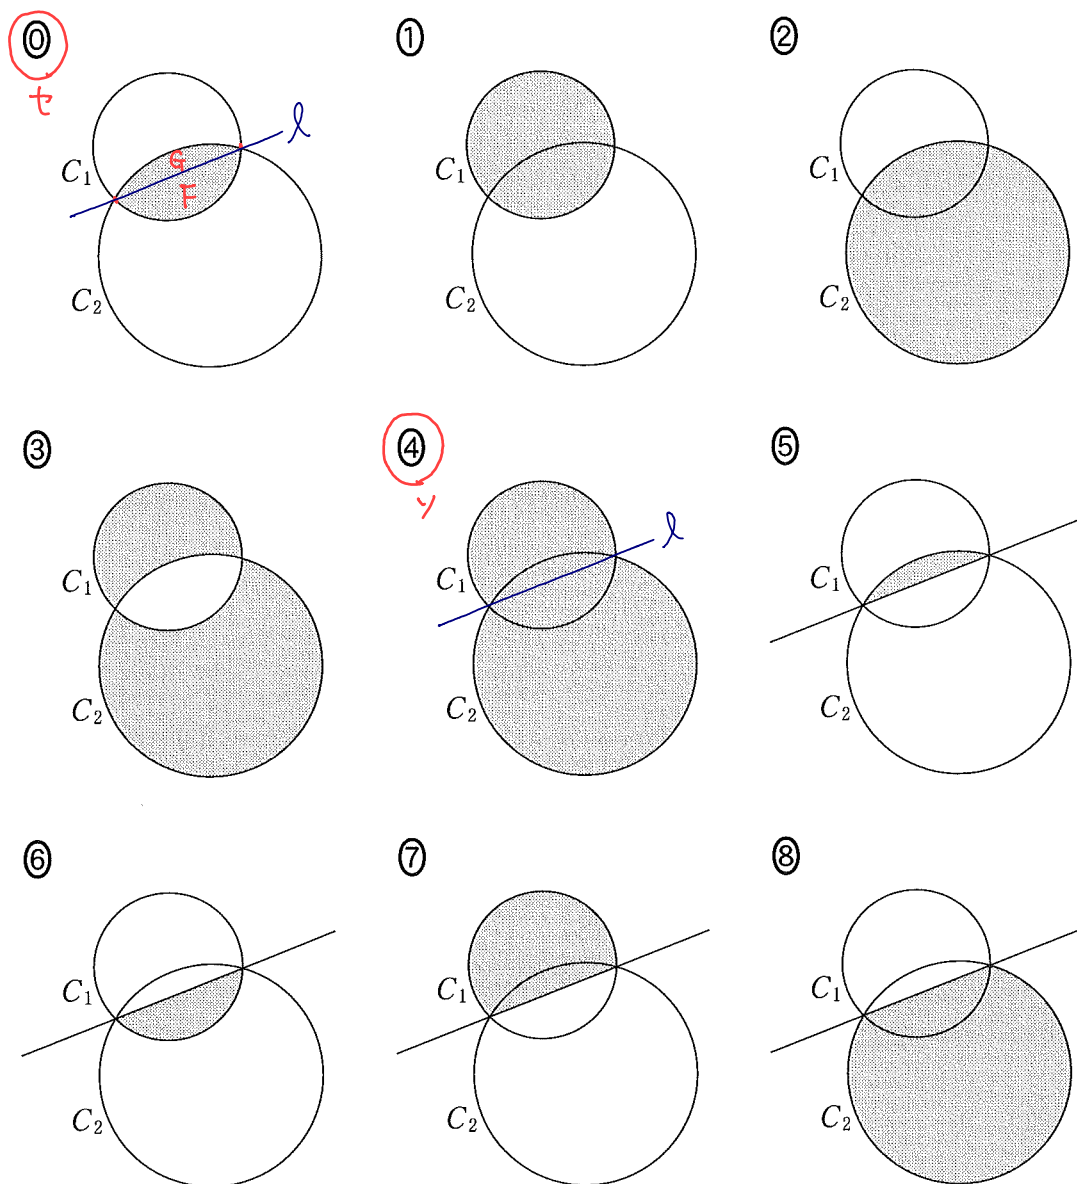 ⓪ ① ②
セ
ℓ
G
F
C₁ C₁ C₁
C₂ C₂ C₂
③ ④ ⑤
ソ
ℓ
C₁ C₁ C₁
C₂ C₂ C₂
⑥ ⑦ ⑧
C₁ C₁ C₁
C₂ C₂ C₂